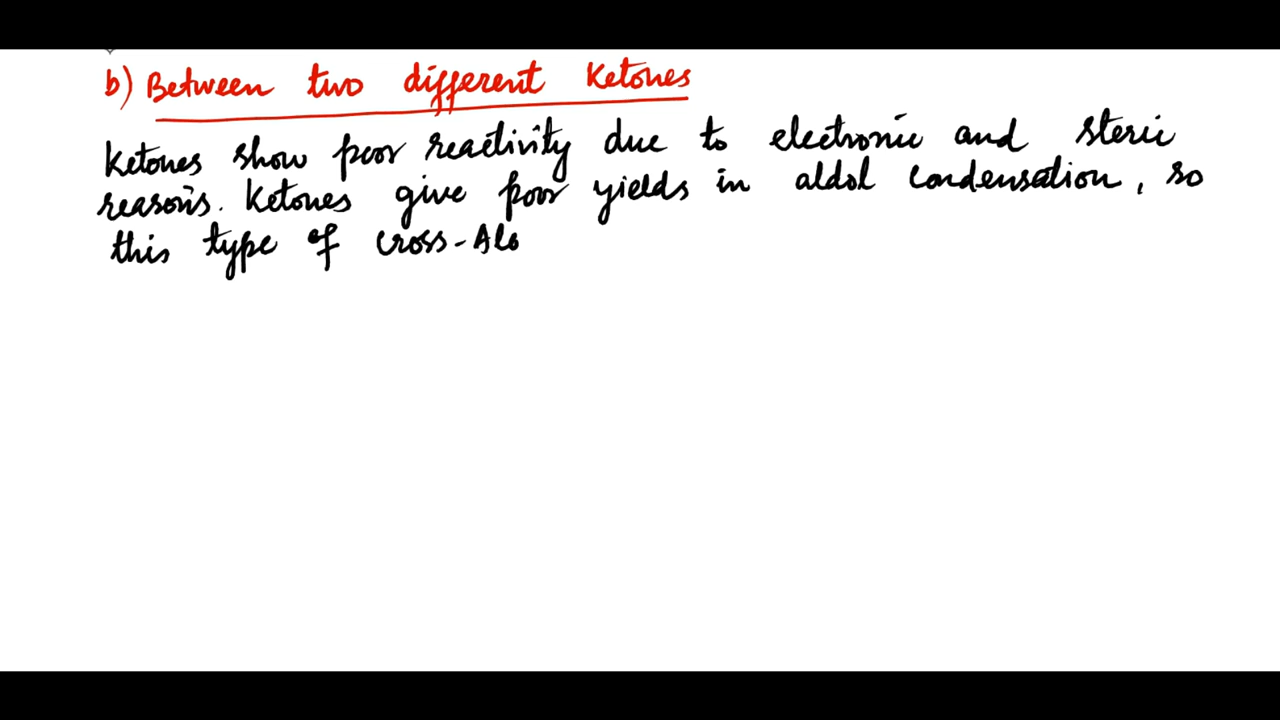 b) Between two different Ketones
Ketones show poor reactivity due to electronic and steric
reasons. Ketones give poor yields in aldol condensation, so
this type of cross-Aldo